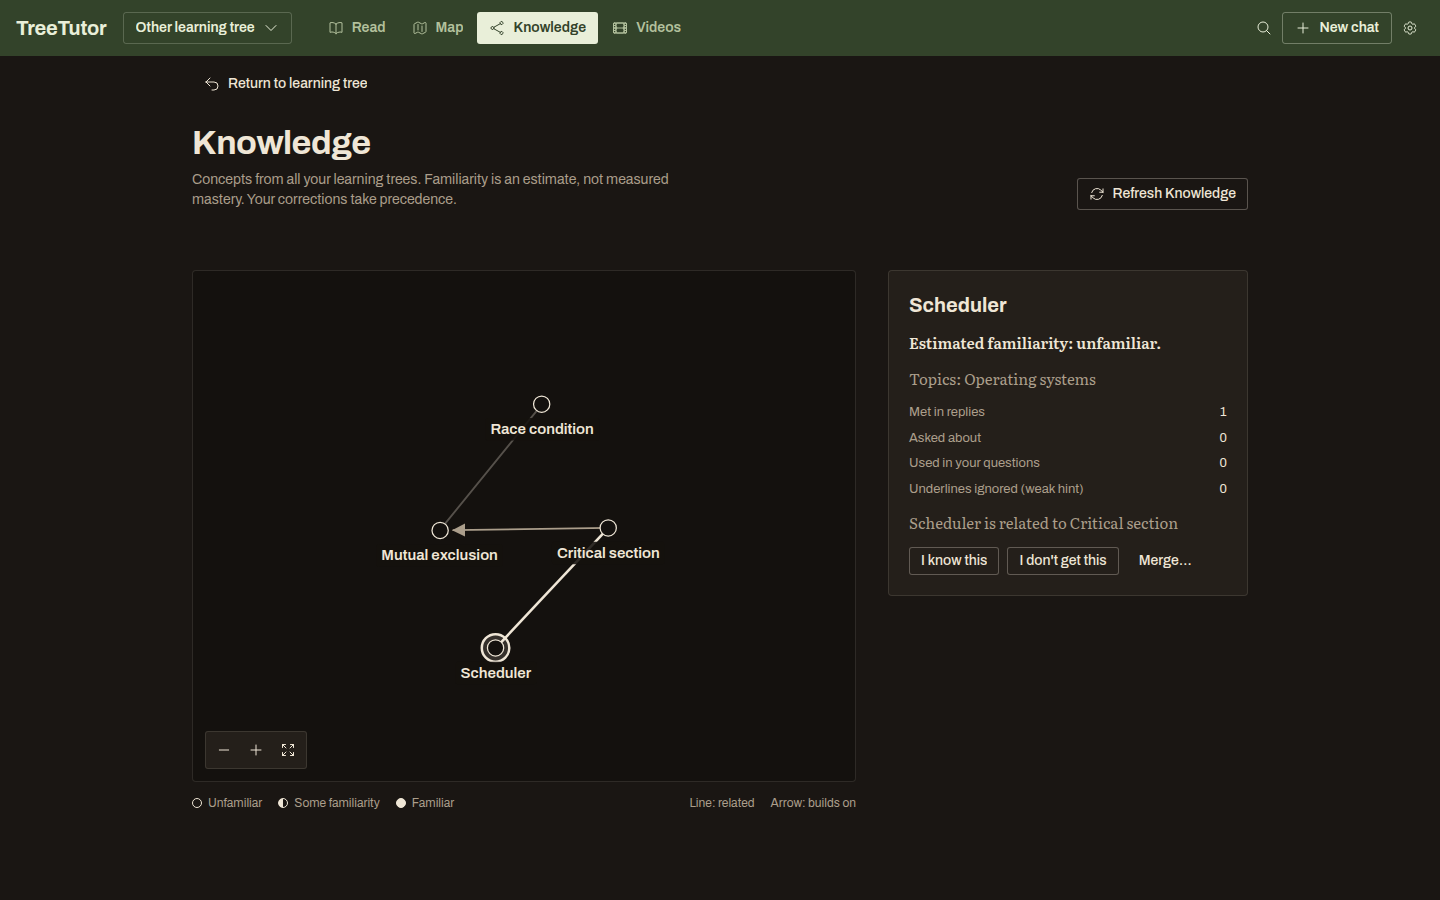 TreeTutor
Other learning tree
Read
Map
Knowledge
Videos
New chat
Return to learning tree
Knowledge
Concepts from all your learning trees. Familiarity is an estimate, not measured
mastery. Your corrections take precedence.
Refresh Knowledge
Race condition
Mutual exclusion
Critical section
Scheduler
Unfamiliar
Some familiarity
Familiar
Line: related
Arrow: builds on
Scheduler
Estimated familiarity: unfamiliar.
Topics: Operating systems
Met in replies 1
Asked about 0
Used in your questions 0
Underlines ignored (weak hint) 0
Scheduler is related to Critical section
I know this
I don't get this
Merge...